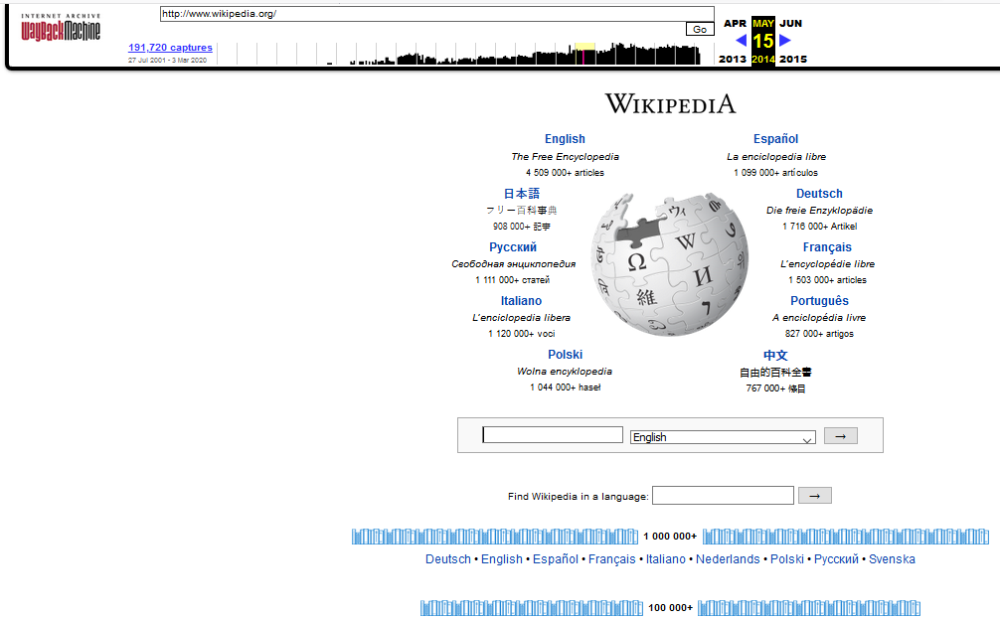 INTERNET ARCHIVE
WayBackMachine
http://www.wikipedia.org/
Go
191,720 captures
27 Jul 2001 - 3 Mar 2020
APR MAY JUN
15
2013 2014 2015
WIKIPEDIA
English
The Free Encyclopedia
4 509 000+ articles
Español
La enciclopedia libre
1 099 000+ artículos
日本語
フリー百科事典
908 000+ 記事
Deutsch
Die freie Enzyklopädie
1 716 000+ Artikel
Русский
Свободная энциклопедия
1 111 000+ статей
Français
L'encyclopédie libre
1 503 000+ articles
Italiano
L'enciclopedia libera
1 120 000+ voci
Português
A enciclopédia livre
827 000+ artigos
Polski
Wolna encyklopedia
1 044 000+ haseł
中文
自由的百科全書
767 000+ 條目
ウィ
W
Ω
И
維
7
English
→
Find Wikipedia in a language:
→
1 000 000+
Deutsch • English • Español • Français • Italiano • Nederlands • Polski • Русский • Svenska
100 000+